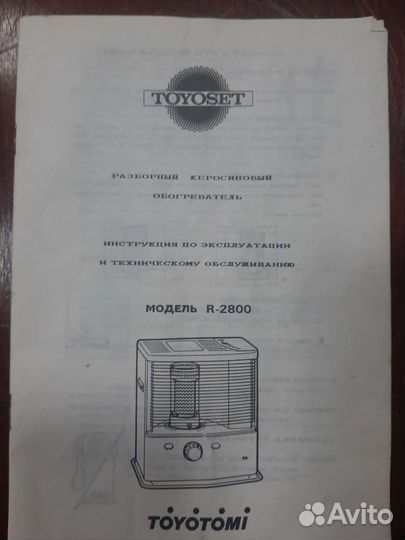 TOYOSET
РАЗБОРНЫЙ КЕРОСИНОВЫЙ
ОБОГРЕВАТЕЛЬ
ИНСТРУКЦИЯ ПО ЭКСПЛУАТАЦИИ
И ТЕХНИЧЕСКОМУ ОБСЛУЖИВАНИЮ
МОДЕЛЬ R-2800
TOYOTOMI
Avito